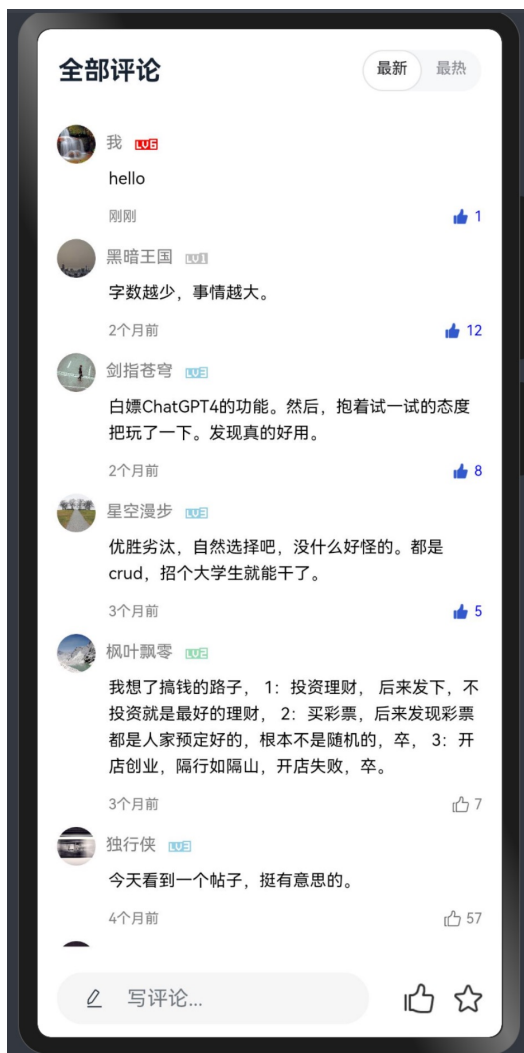 全部评论
最新 最热
我 LV6
hello
刚刚 1
黑暗王国 LV1
字数越少，事情越大。
2个月前 12
剑指苍穹 LV3
白嫖ChatGPT4的功能。然后，抱着试一试的态度
把玩了一下。发现真的好用。
2个月前 8
星空漫步 LV3
优胜劣汰，自然选择吧，没什么好怪的。都是
crud，招个大学生就能干了。
3个月前 5
枫叶飘零 LV2
我想了搞钱的路子， 1：投资理财， 后来发下，不
投资就是最好的理财， 2：买彩票，后来发现彩票
都是人家预定好的，根本不是随机的，卒， 3：开
店创业，隔行如隔山，开店失败，卒。
3个月前 7
独行侠 LV3
今天看到一个帖子，挺有意思的。
4个月前 57
写评论...